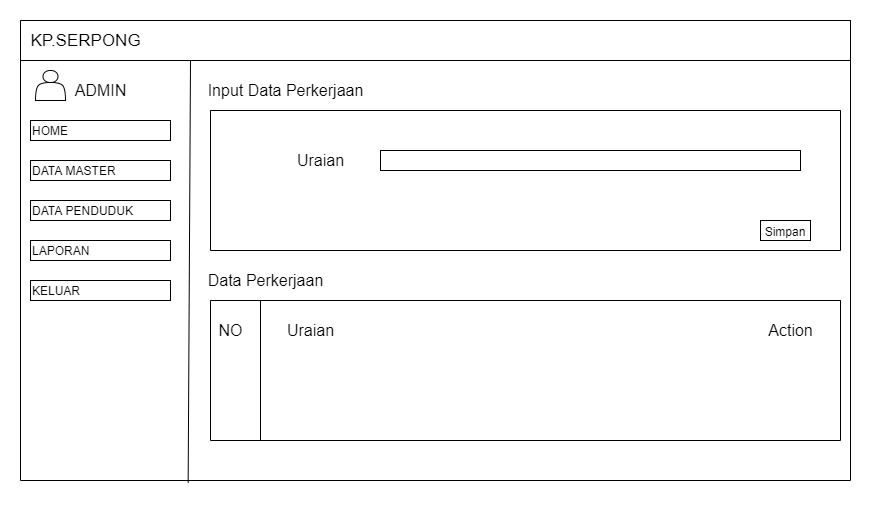 KP.SERPONG
ADMIN
HOME
DATA MASTER
DATA PENDUDUK
LAPORAN
KELUAR
Input Data Perkerjaan
Uraian
Simpan
Data Perkerjaan
NO Uraian Action